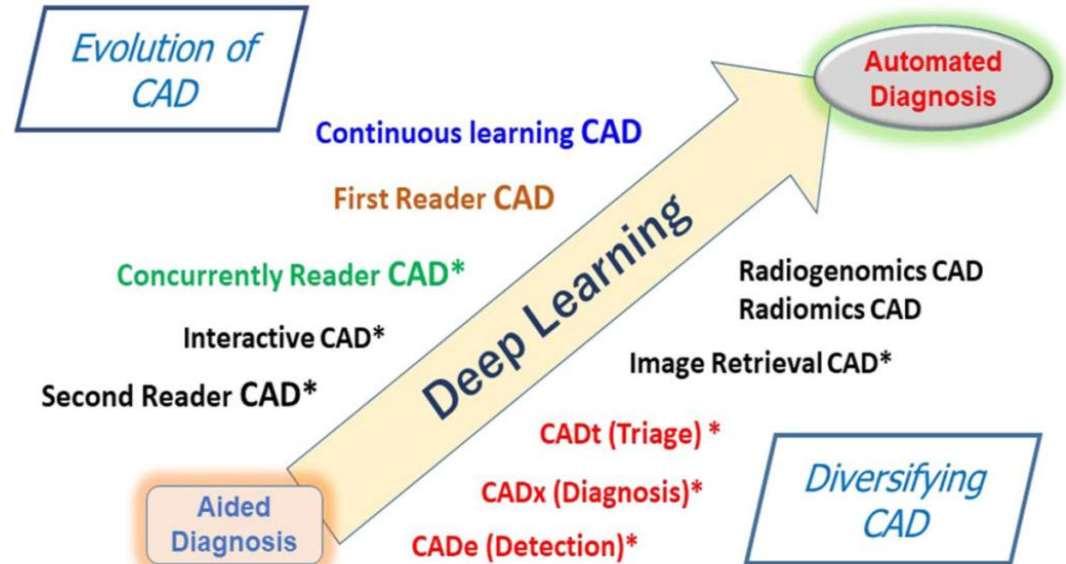 Evolution of
CAD
Automated
Diagnosis
Continuous learning CAD
First Reader CAD
Concurrently Reader CAD*
Interactive CAD*
Second Reader CAD*
Deep Learning
Radiogenomics CAD
Radiomics CAD
Image Retrieval CAD*
CADt (Triage) *
CADx (Diagnosis)*
CADe (Detection)*
Aided
Diagnosis
Diversifying
CAD